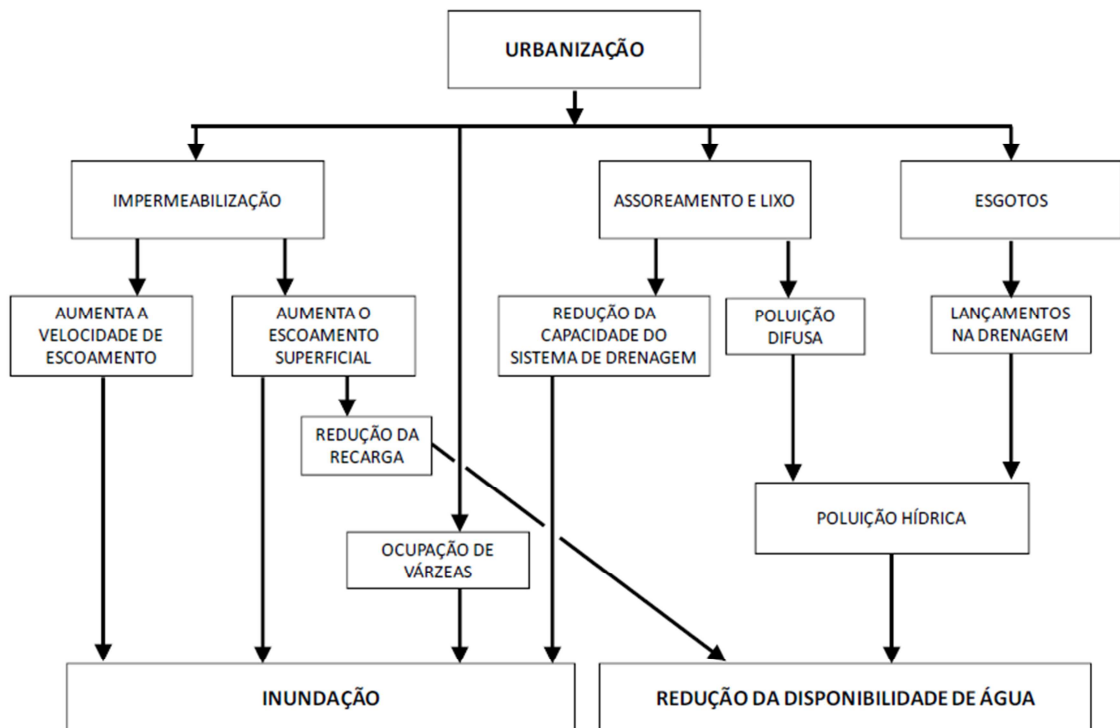 URBANIZAÇÃO
IMPERMEABILIZAÇÃO
ASSOREAMENTO E LIXO
ESGOTOS
AUMENTA A
VELOCIDADE DE
ESCOAMENTO
AUMENTA O
ESCOAMENTO
SUPERFICIAL
REDUÇÃO DA
CAPACIDADE DO
SISTEMA DE DRENAGEM
POLUIÇÃO
DIFUSA
LANÇAMENTOS
NA DRENAGEM
REDUÇÃO DA
RECARGA
POLUIÇÃO HÍDRICA
OCUPAÇÃO DE
VÁRZEAS
INUNDAÇÃO
REDUÇÃO DA DISPONIBILIDADE DE ÁGUA